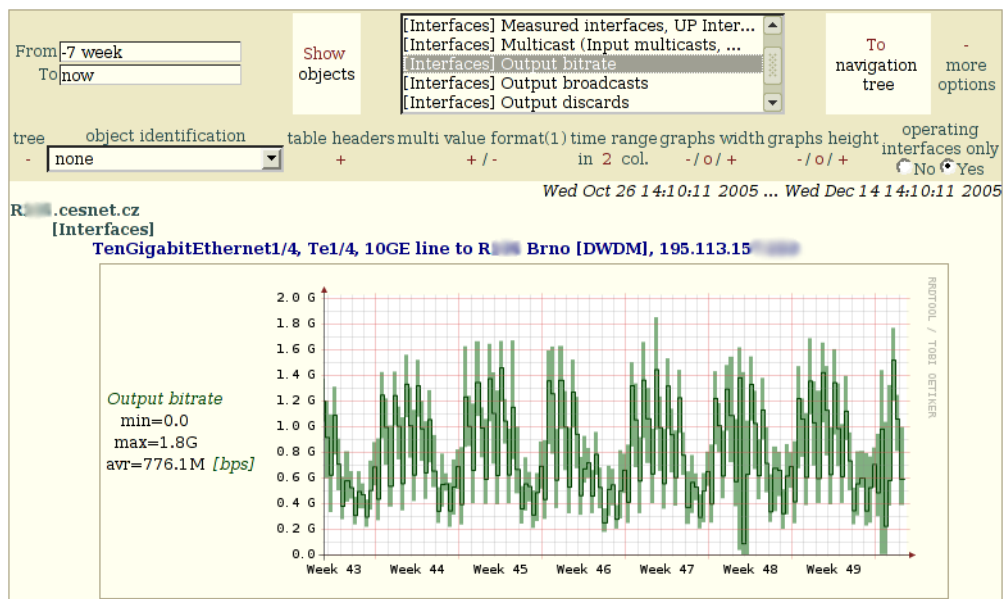 From -7 week
To now
Show objects
[Interfaces] Measured interfaces, UP Inter...
[Interfaces] Multicast (Input multicasts, ...
[Interfaces] Output bitrate
[Interfaces] Output broadcasts
[Interfaces] Output discards
To navigation tree
- more options
tree
-
object identification
none
table headers
+
multi value format(1)
+ / -
time range
in 2 col.
graphs width
- / o / +
graphs height
- / o / +
operating interfaces only
No Yes
Wed Oct 26 14:10:11 2005 ... Wed Dec 14 14:10:11 2005
R .cesnet.cz
[Interfaces]
TenGigabitEthernet1/4, Te1/4, 10GE line to R Brno [DWDM], 195.113.15
Output bitrate
min=0.0
max=1.8G
avr=776.1M [bps]
2.0 G
1.8 G
1.6 G
1.4 G
1.2 G
1.0 G
0.8 G
0.6 G
0.4 G
0.2 G
0.0
Week 43 Week 44 Week 45 Week 46 Week 47 Week 48 Week 49
RRDTOOL / TOBI OETIKER